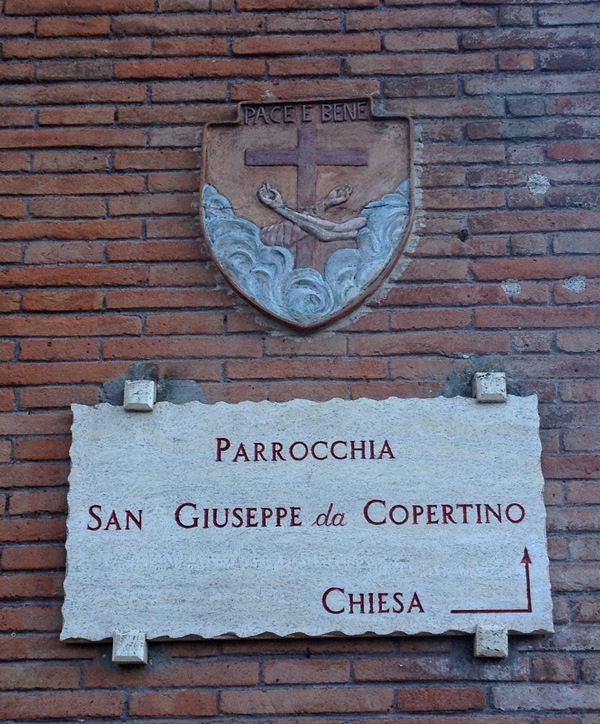 PACE E BENE
PARROCCHIA
SAN GIUSEPPE da COPERTINO
CHIESA